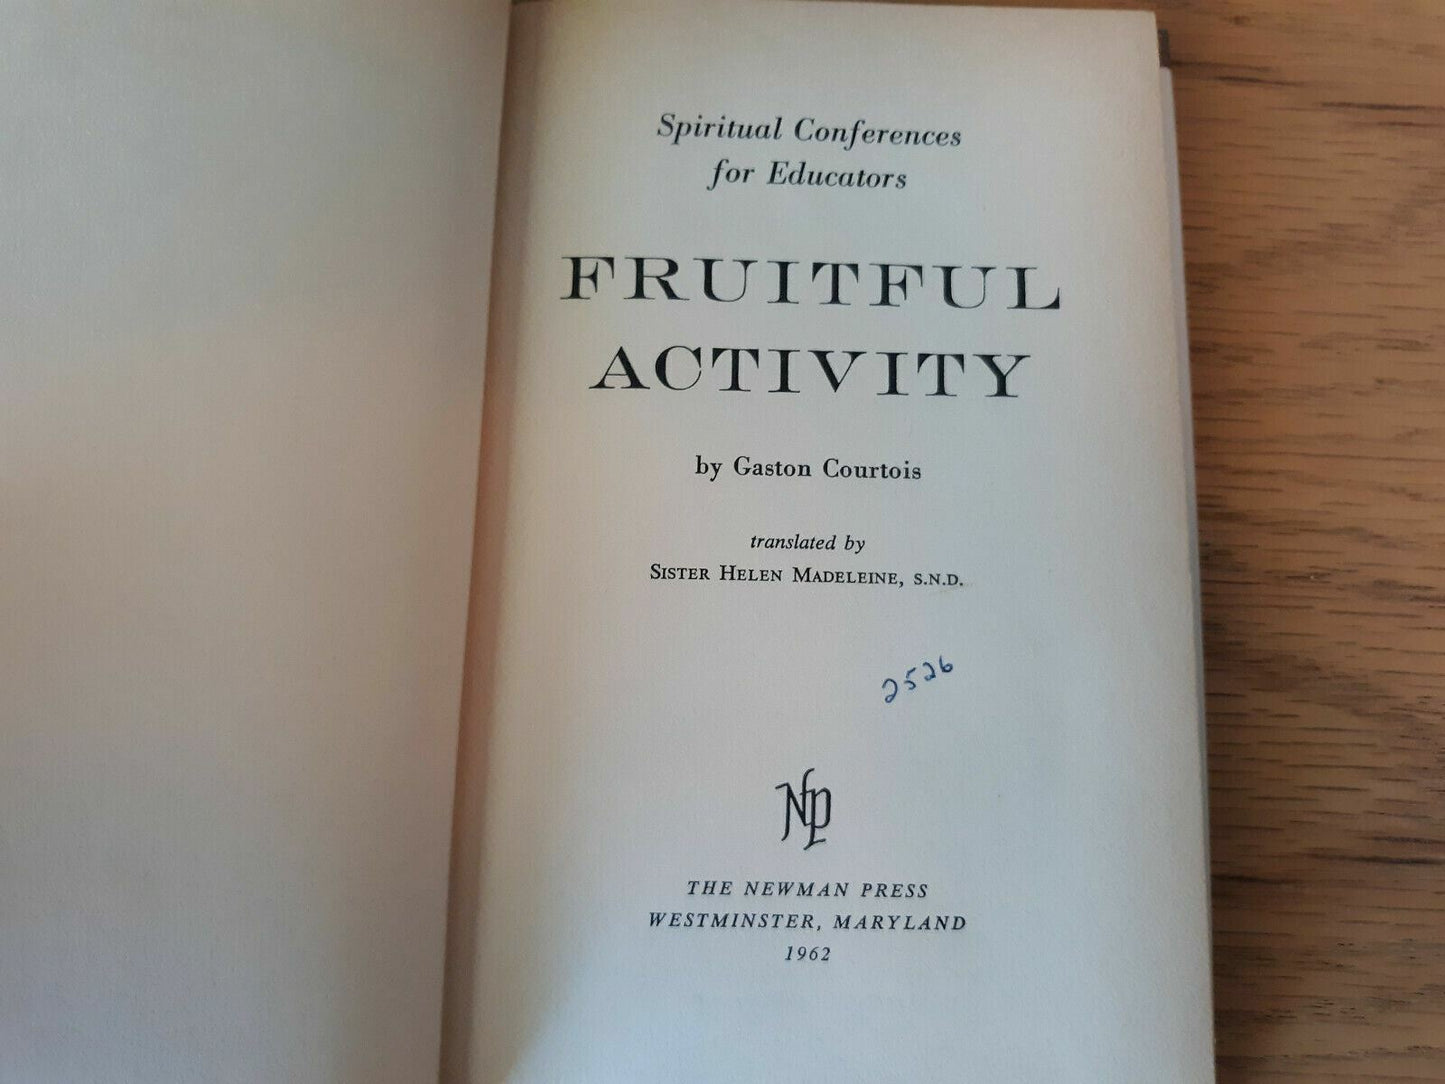 Spiritual Conferences
for Educators
FRUITFUL
ACTIVITY
by Gaston Courtois
translated by
SISTER HELEN MADELEINE, S.N.D.
2526
NP
THE NEWMAN PRESS
WESTMINSTER, MARYLAND
1962